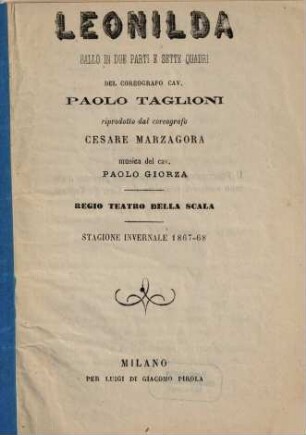 LEONILDA
BALLO IN DUE PARTI E SETTE QUADRI
DEL COREOGRAFO CAV.
PAOLO TAGLIONI
riprodotto dal coreografo
CESARE MARZAGORA
musica del cav.
PAOLO GIORZA
REGIO TEATRO DELLA SCALA
STAGIONE INVERNALE 1867-68
MILANO
PER LUIGI DI GIACOMO PIROLA